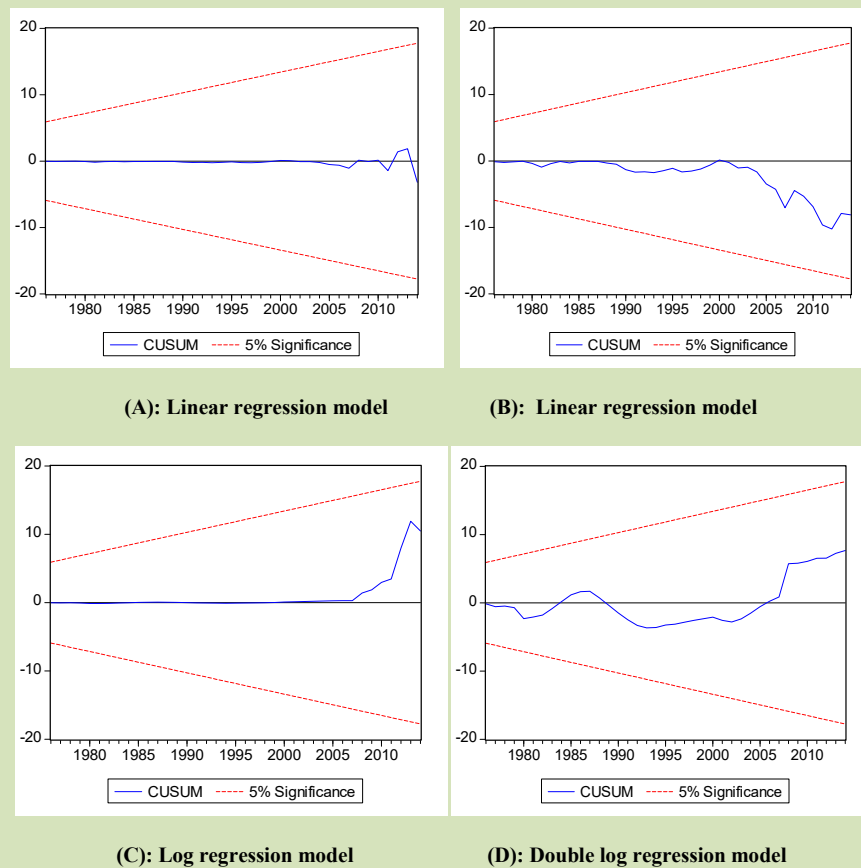 20
10
0
-10
-20
1980 1985 1990 1995 2000 2005 2010
CUSUM 5% Significance
(A): Linear regression model
20
10
0
-10
-20
1980 1985 1990 1995 2000 2005 2010
CUSUM 5% Significance
(B): Linear regression model
20
10
0
-10
-20
1980 1985 1990 1995 2000 2005 2010
CUSUM 5% Significance
(C): Log regression model
20
10
0
-10
-20
1980 1985 1990 1995 2000 2005 2010
CUSUM 5% Significance
(D): Double log regression model